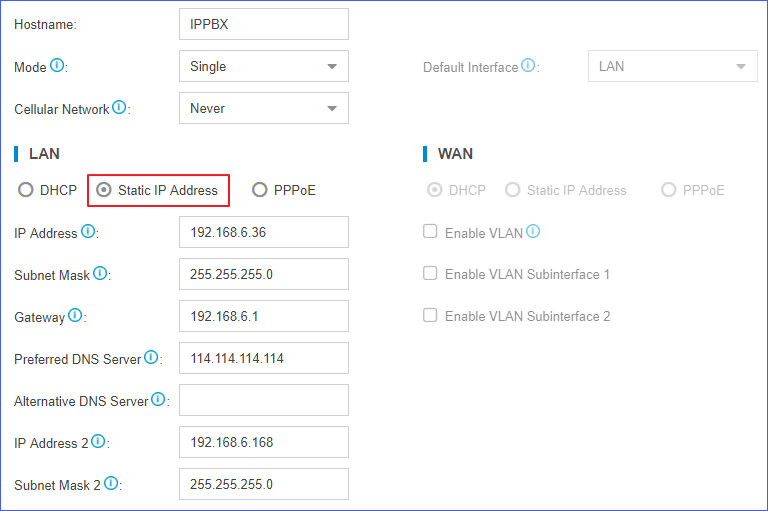 Hostname: IPPBX
Mode: Single Default Interface: LAN
Cellular Network: Never
LAN WAN
DHCP Static IP Address PPPoE DHCP Static IP Address PPPoE
IP Address: 192.168.6.36 Enable VLAN
Subnet Mask: 255.255.255.0 Enable VLAN Subinterface 1
Gateway: 192.168.6.1 Enable VLAN Subinterface 2
Preferred DNS Server: 114.114.114.114
Alternative DNS Server:
IP Address 2: 192.168.6.168
Subnet Mask 2: 255.255.255.0